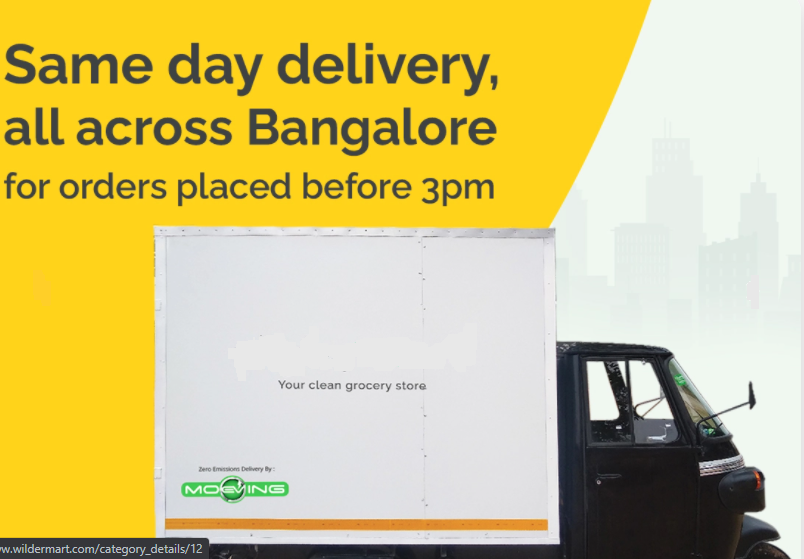 Same day delivery,
all across Bangalore
for orders placed before 3pm
Your clean grocery store
Zero Emissions Delivery By :
MOEVING
w.wildermart.com/category_details/12